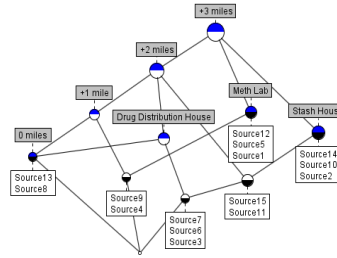 +3 miles
+2 miles
+1 mile
Meth Lab
Drug Distribution House
Stash Hous
0 miles
Source12
Source5
Source1
Source14
Source10
Source2
Source13
Source8
Source9
Source4
Source7
Source6
Source3
Source15
Source11